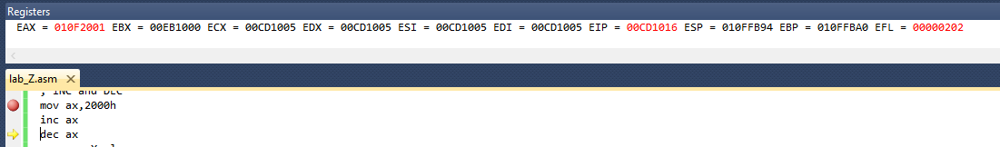 Registers
EAX = 010F2001 EBX = 00EB1000 ECX = 00CD1005 EDX = 00CD1005 ESI = 00CD1005 EDI = 00CD1005 EIP = 00CD1016 ESP = 010FFB94 EBP = 010FFBA0 EFL = 00000202
lab_Z.asm
; INC and DEC
mov ax,2000h
inc ax
dec ax